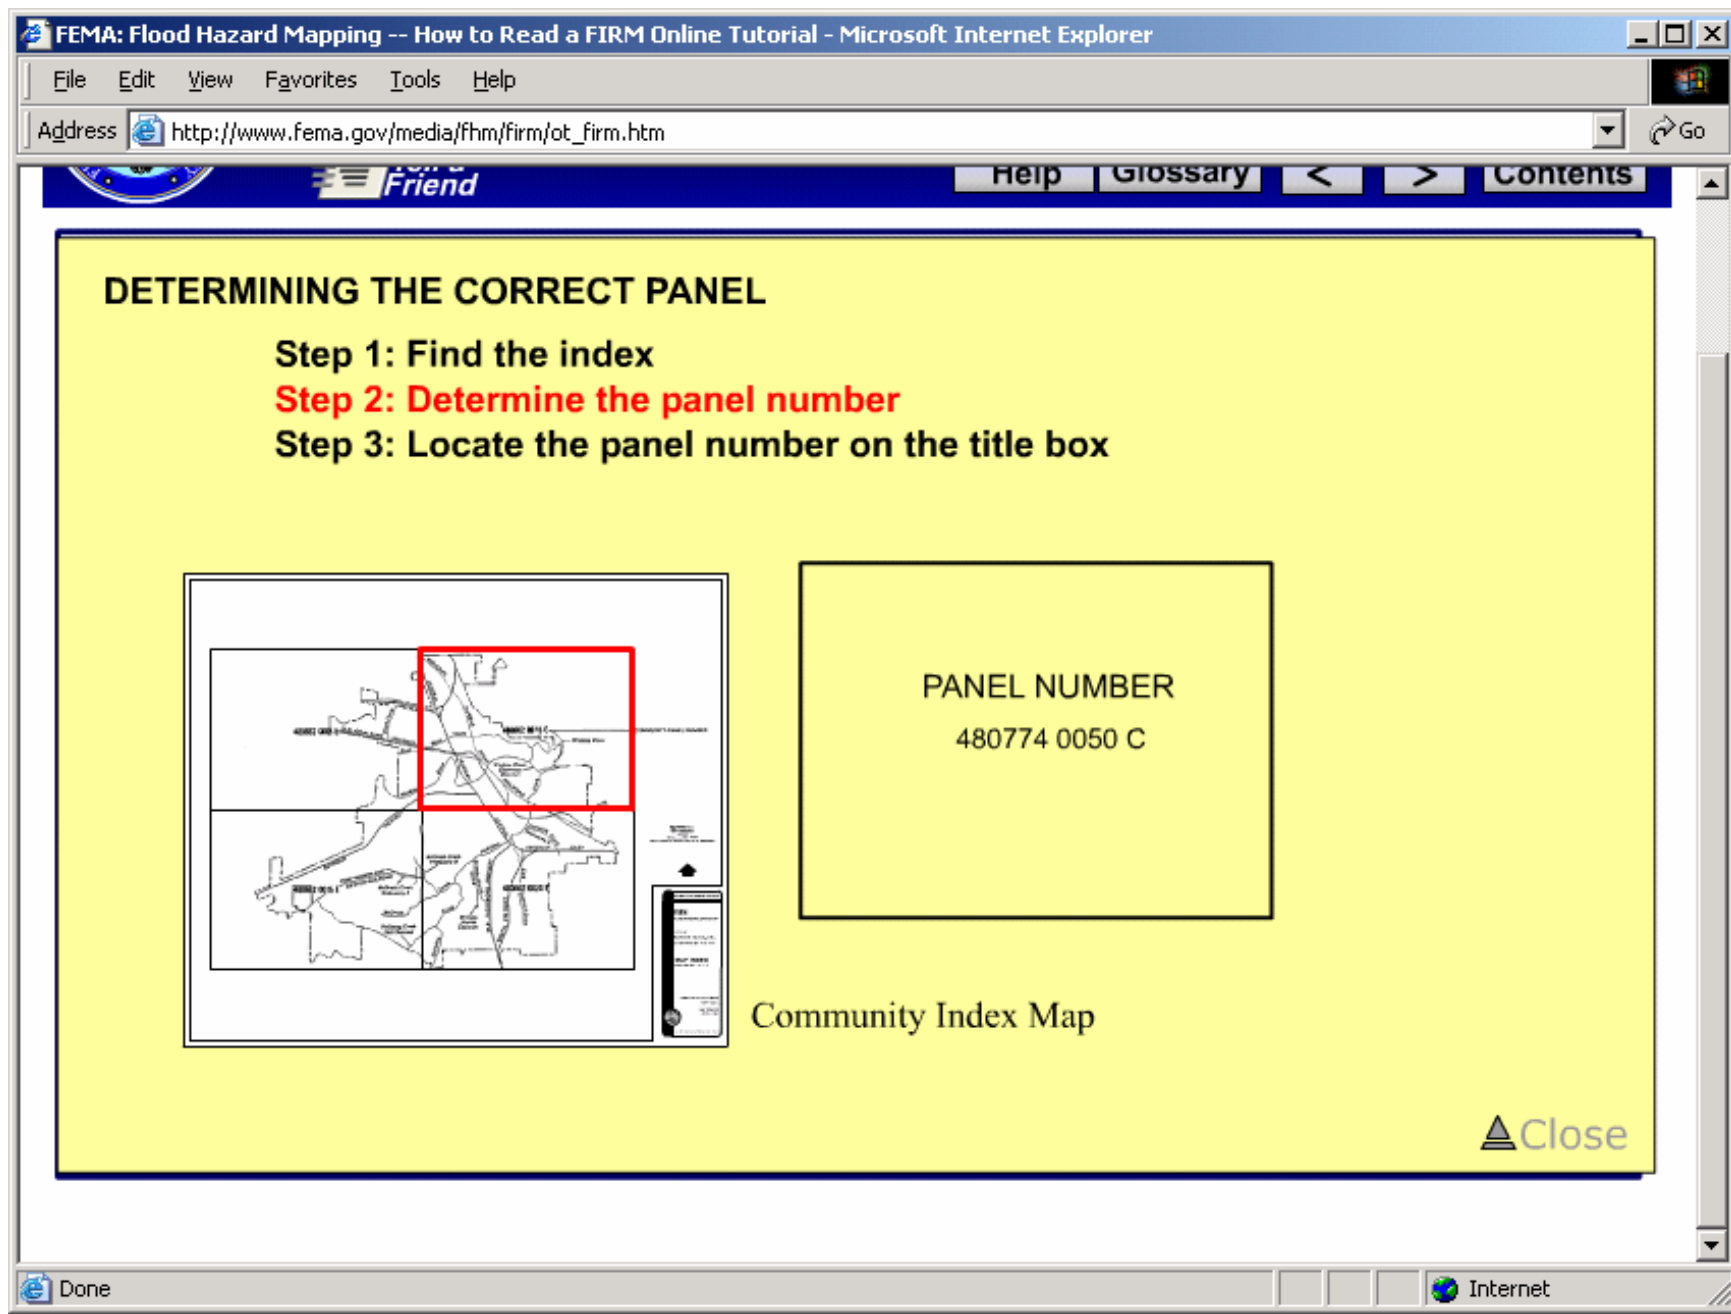 FEMA: Flood Hazard Mapping -- How to Read a FIRM Online Tutorial - Microsoft Internet Explorer
File Edit View Favorites Tools Help
Address http://www.fema.gov/media/fhm/firm/ot_firm.htm Go
Friend
Help Glossary < > Contents
DETERMINING THE CORRECT PANEL
Step 1: Find the index
Step 2: Determine the panel number
Step 3: Locate the panel number on the title box
PANEL NUMBER
480774 0050 C
Community Index Map
Close
Done
Internet